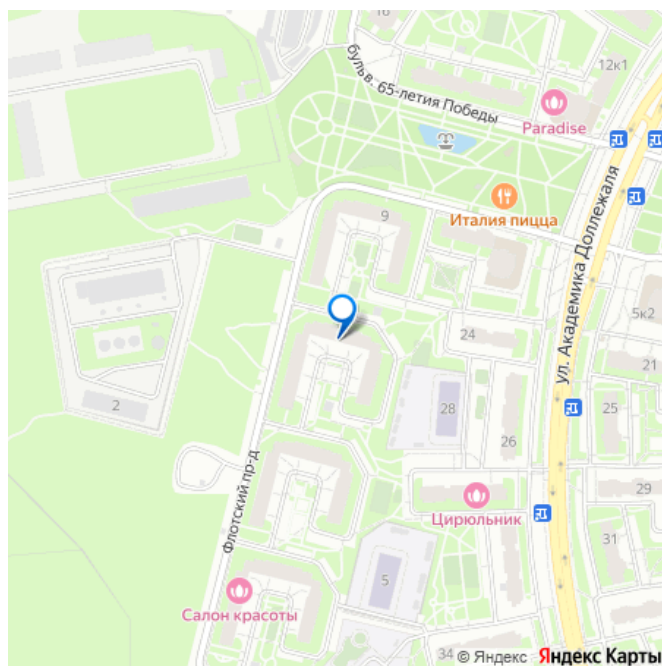 16
12к1
бульв. 65-летия Победы
Paradise
9
Италия пицца
ул. Академика Доллежаля
5к2
24
21
2
28
25
26
29
Цирюльник
31
Флотский пр-д
5
Салон красоты
34
© Яндекс Яндекс Карты